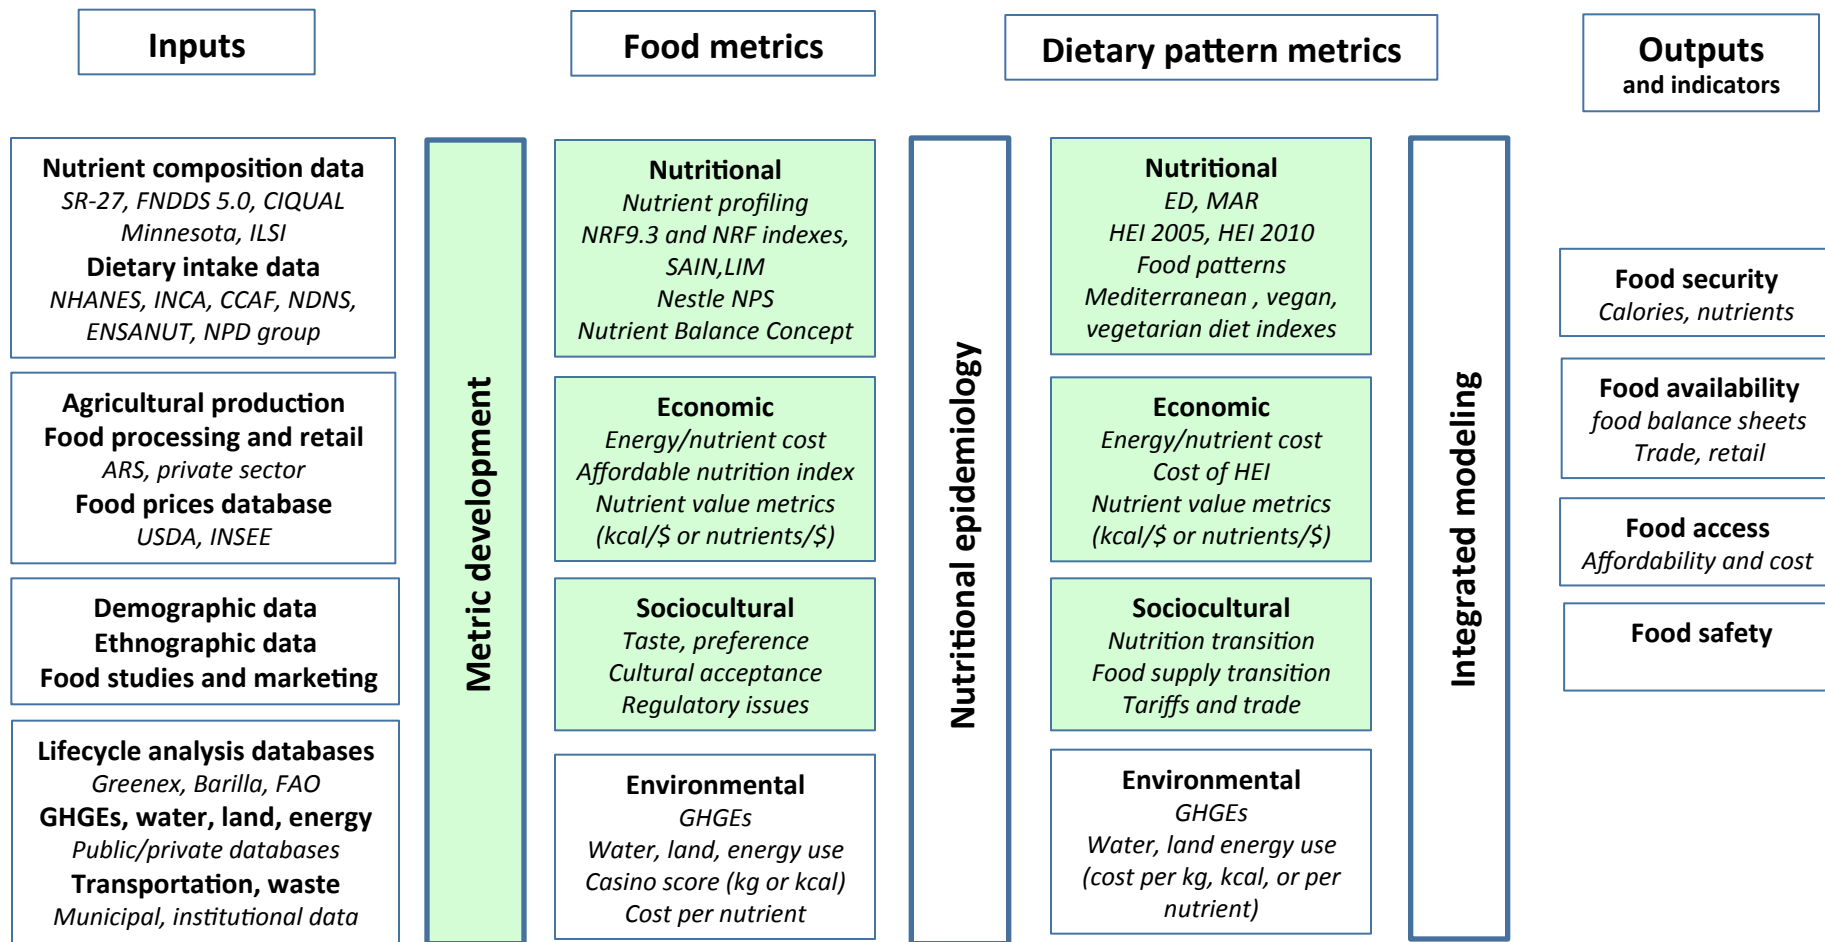 Inputs
Food metrics
Dietary pattern metrics
Outputs
and indicators
Nutrient composition data
SR-27, FNDDS 5.0, CIQUAL
Minnesota, ILSI
Dietary intake data
NHANES, INCA, CCAF, NDNS,
ENSANUT, NPD group
Agricultural production
Food processing and retail
ARS, private sector
Food prices database
USDA, INSEE
Demographic data
Ethnographic data
Food studies and marketing
Lifecycle analysis databases
Greenex, Barilla, FAO
GHGEs, water, land, energy
Public/private databases
Transportation, waste
Municipal, institutional data
Metric development
Nutritional
Nutrient profiling
NRF9.3 and NRF indexes,
SAIN,LIM
Nestle NPS
Nutrient Balance Concept
Economic
Energy/nutrient cost
Affordable nutrition index
Nutrient value metrics
(kcal/$ or nutrients/$)
Sociocultural
Taste, preference
Cultural acceptance
Regulatory issues
Environmental
GHGEs
Water, land, energy use
Casino score (kg or kcal)
Cost per nutrient
Nutritional epidemiology
Nutritional
ED, MAR
HEI 2005, HEI 2010
Food patterns
Mediterranean , vegan,
vegetarian diet indexes
Economic
Energy/nutrient cost
Cost of HEI
Nutrient value metrics
(kcal/$ or nutrients/$)
Sociocultural
Nutrition transition
Food supply transition
Tariffs and trade
Environmental
GHGEs
Water, land energy use
(cost per kg, kcal, or per
nutrient)
Integrated modeling
Food security
Calories, nutrients
Food availability
food balance sheets
Trade, retail
Food access
Affordability and cost
Food safety